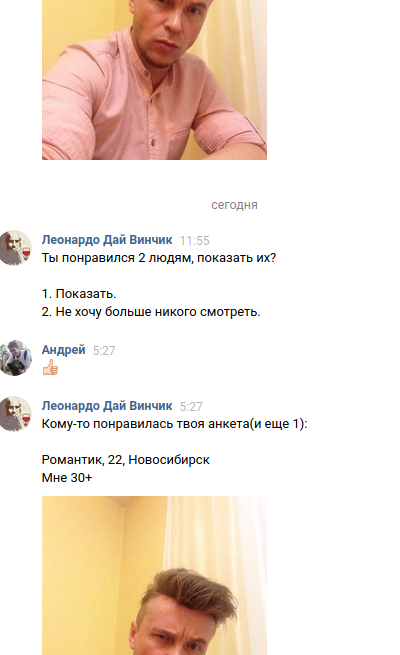 сегодня
Леонардо Дай Винчик 11:55
Ты понравился 2 людям, показать их?
1. Показать.
2. Не хочу больше никого смотреть.
Андрей 5:27
👍
Леонардо Дай Винчик 5:27
Кому-то понравилась твоя анкета(и еще 1):
Романтик, 22, Новосибирск
Мне 30+